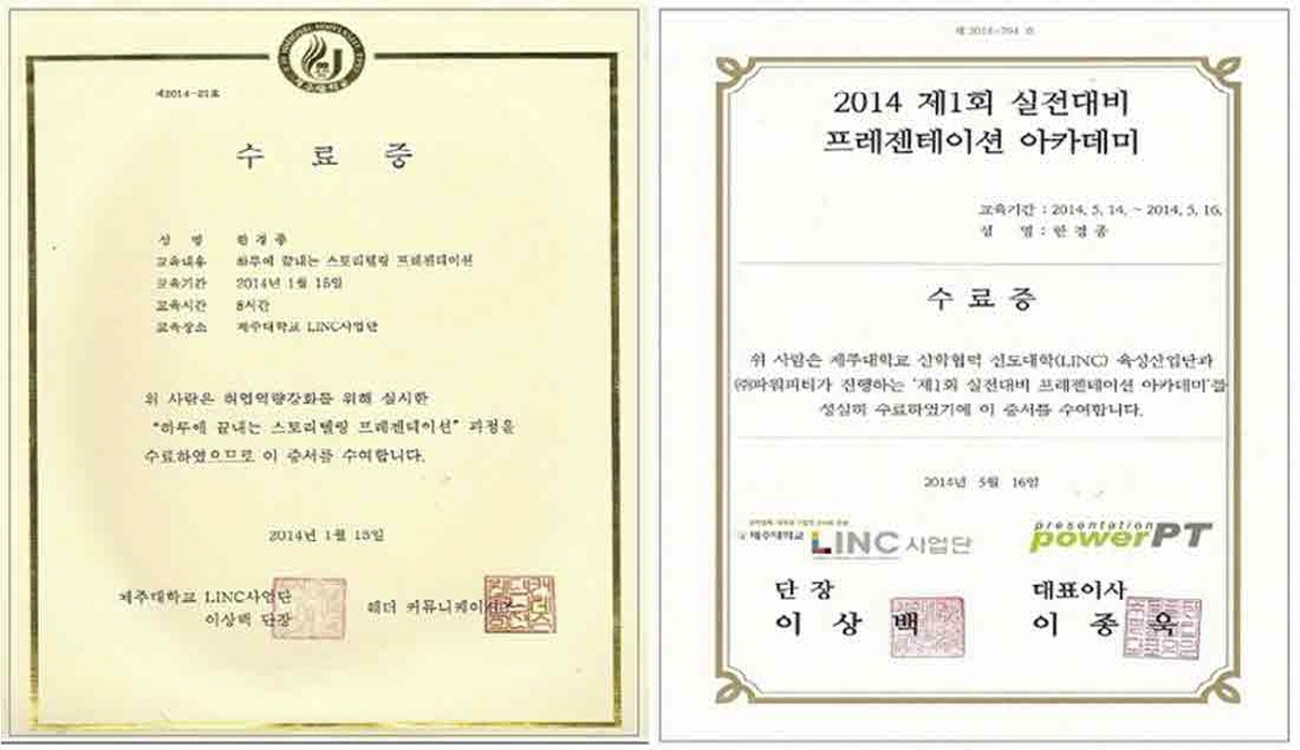 제2014-21호
수 료 증
성 명 한 경 종
교육내용 하루에 끝내는 스토리텔링 프레젠테이션
교육기간 2014년 1월 15일
교육시간 8시간
교육장소 제주대학교 LINC사업단
위 사람은 취업역량강화를 위해 실시한
"하루에 끝내는 스토리텔링 프레젠테이션" 과정을
수료하였으므로 이 증서를 수여합니다.
2014년 1월 15일
제주대학교 LINC사업단
이상백 단장
헤더 커뮤니케이션
제 2014-794 호
2014 제1회 실전대비
프레젠테이션 아카데미
교육기간 : 2014. 5. 14. ~ 2014. 5. 16.
성 명 : 한 경 종
수 료 증
위 사람은 제주대학교 산학협력 선도대학(LINC) 육성산업단과
㈜파워피티가 진행하는 '제1회 실전대비 프레젠테이션 아카데미'를
성실히 수료하였기에 이 증서를 수여합니다.
2014년 5월 16일
제주대학교 LINC 사업단
presentation
powerPT
단 장
이 상 백
대표이사
이 종 욱